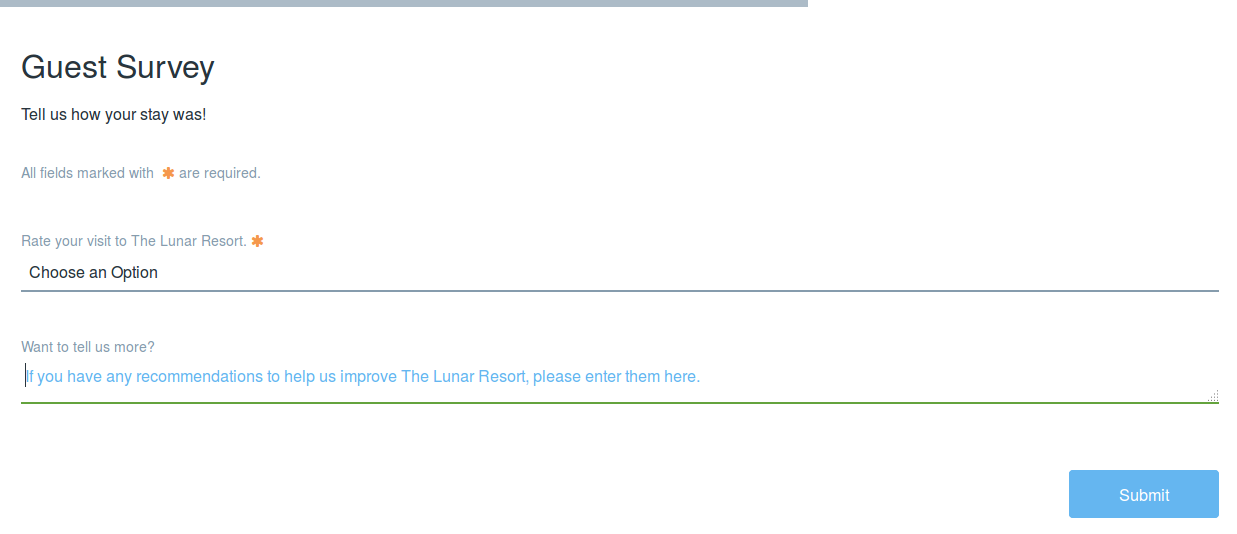 Guest Survey
Tell us how your stay was!
All fields marked with ✱ are required.
Rate your visit to The Lunar Resort. ✱
Choose an Option
Want to tell us more?
If you have any recommendations to help us improve The Lunar Resort, please enter them here.
Submit